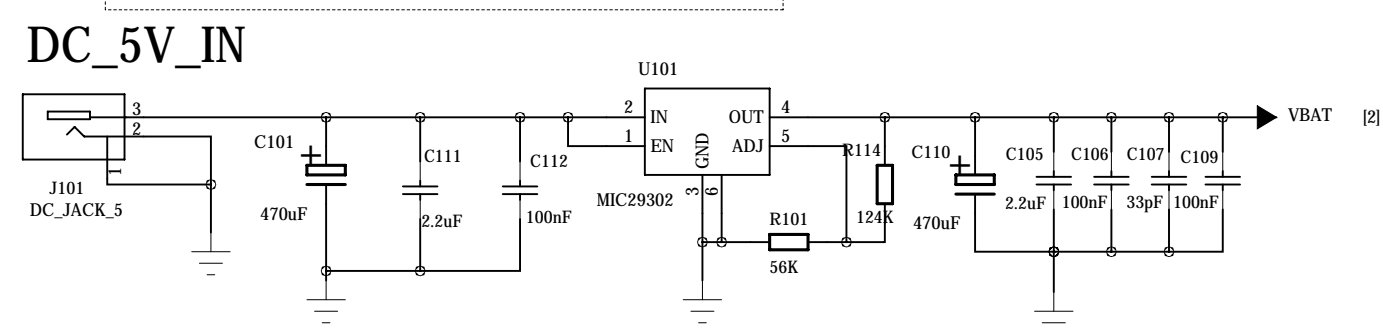 DC_5V_IN
U101
3
2
1
J101
DC_JACK_5
C101
470uF
C111
2.2uF
C112
100nF
2
IN
1
EN
GND
OUT
4
ADJ
5
3
6
MIC29302
R101
56K
R114
124K
C110
470uF
C105
2.2uF
C106
100nF
C107
33pF
C109
100nF
VBAT
[2]